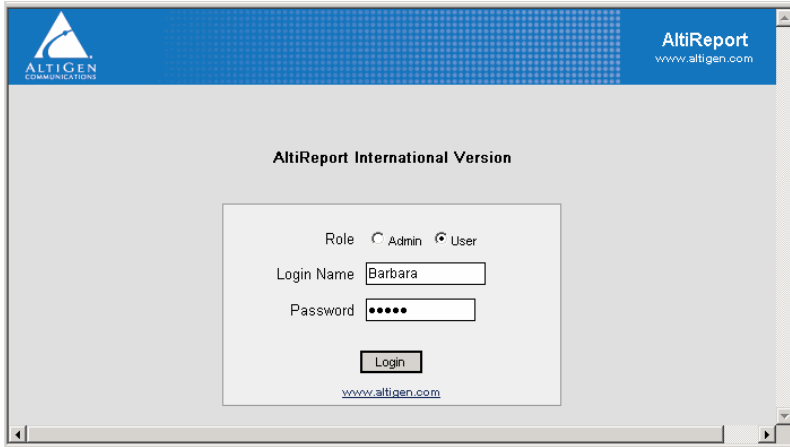 ALTIGEN
COMMUNICATIONS
AltiReport
www.altigen.com
AltiReport International Version
Role Admin User
Login Name Barbara
Password •••••
Login
www.altigen.com